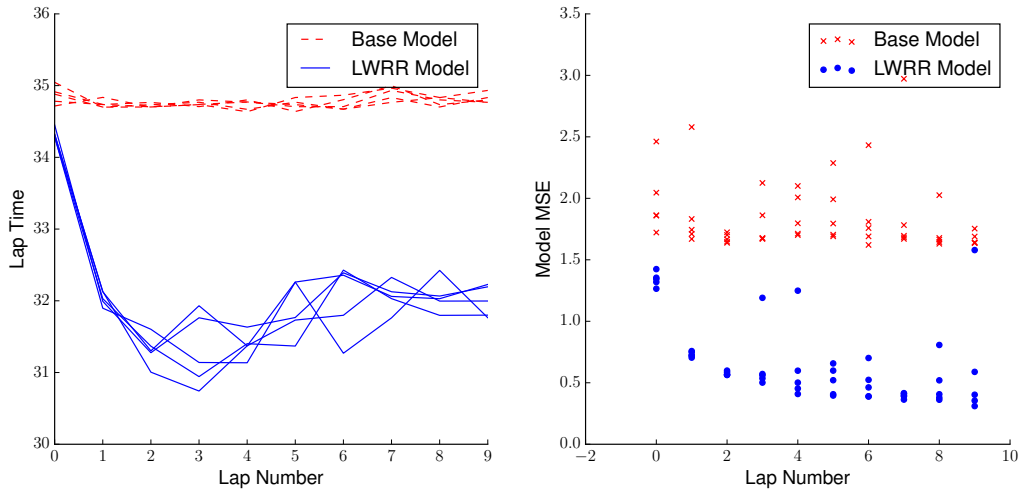 36
35
34
33
32
31
30
Lap Time
Base Model
LWRR Model
0 1 2 3 4 5 6 7 8 9
Lap Number
3.5
3.0
2.5
2.0
1.5
1.0
0.5
0.0
Model MSE
Base Model
LWRR Model
−2 0 2 4 6 8 10
Lap Number